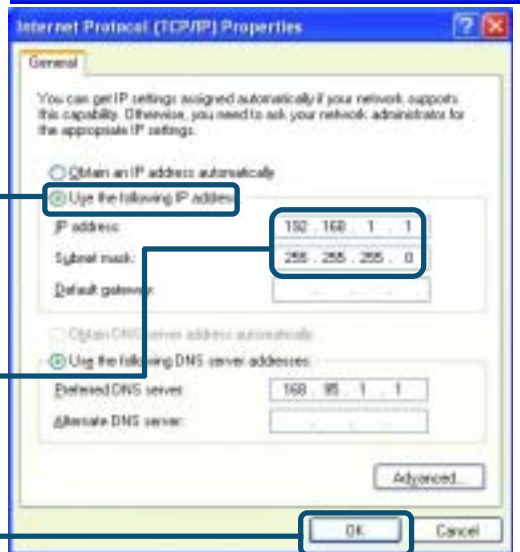 Internet Protocol (TCP/IP) Properties
General
You can get IP settings assigned automatically if your network supports
this capability. Otherwise, you need to ask your network administrator for
the appropriate IP settings.
Obtain an IP address automatically
Use the following IP address:
IP address: 192 . 168 . 1 . 1
Subnet mask: 255 . 255 . 255 . 0
Default gateway:
Obtain DNS server address automatically
Use the following DNS server addresses:
Preferred DNS server: 168 . 95 . 1 . 1
Alternate DNS server:
Advanced...
OK Cancel